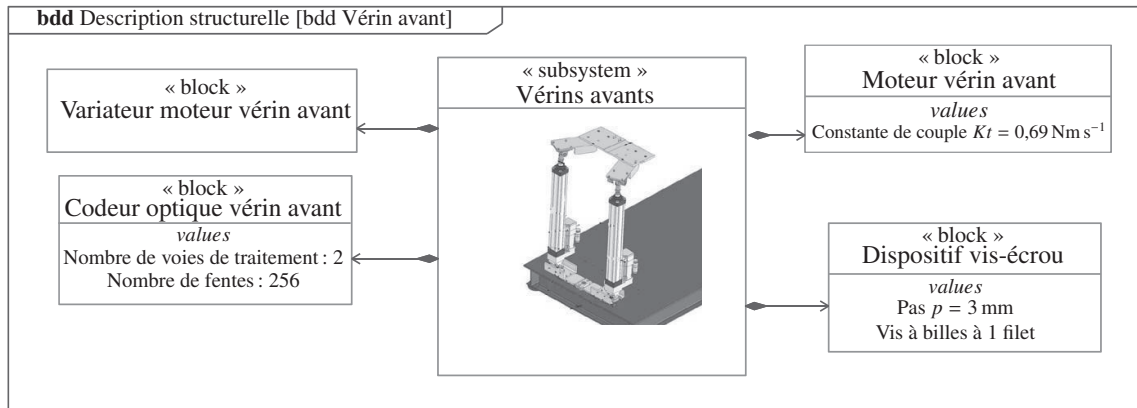 bdd Description structurelle [bdd Vérin avant]
« block »
Variateur moteur vérin avant
« block »
Codeur optique vérin avant
values
Nombre de voies de traitement : 2
Nombre de fentes : 256
« subsystem »
Vérins avants
« block »
Moteur vérin avant
values
Constante de couple Kt = 0,69 Nm s⁻¹
« block »
Dispositif vis-écrou
values
Pas p = 3 mm
Vis à billes à 1 filet